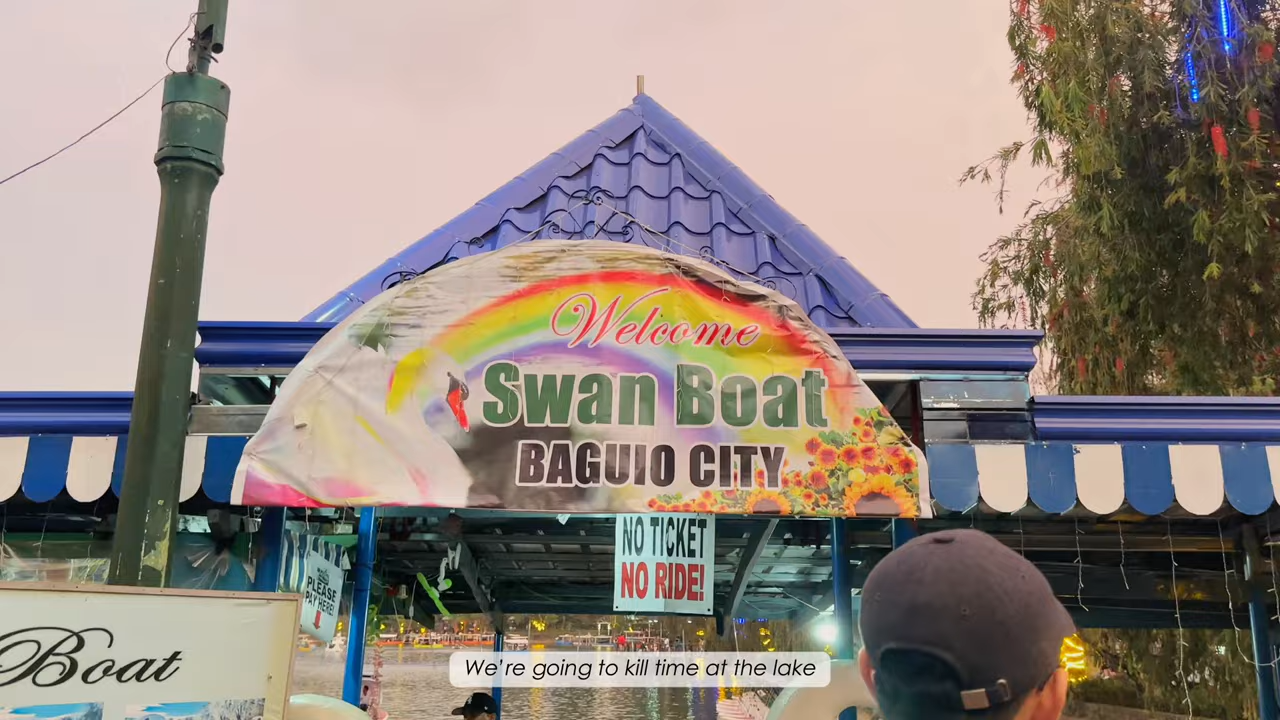 Welcome
Swan Boat
BAGUIO CITY
NO TICKET
NO RIDE!
PLEASE
PAY HERE!
Boat
We're going to kill time at the lake